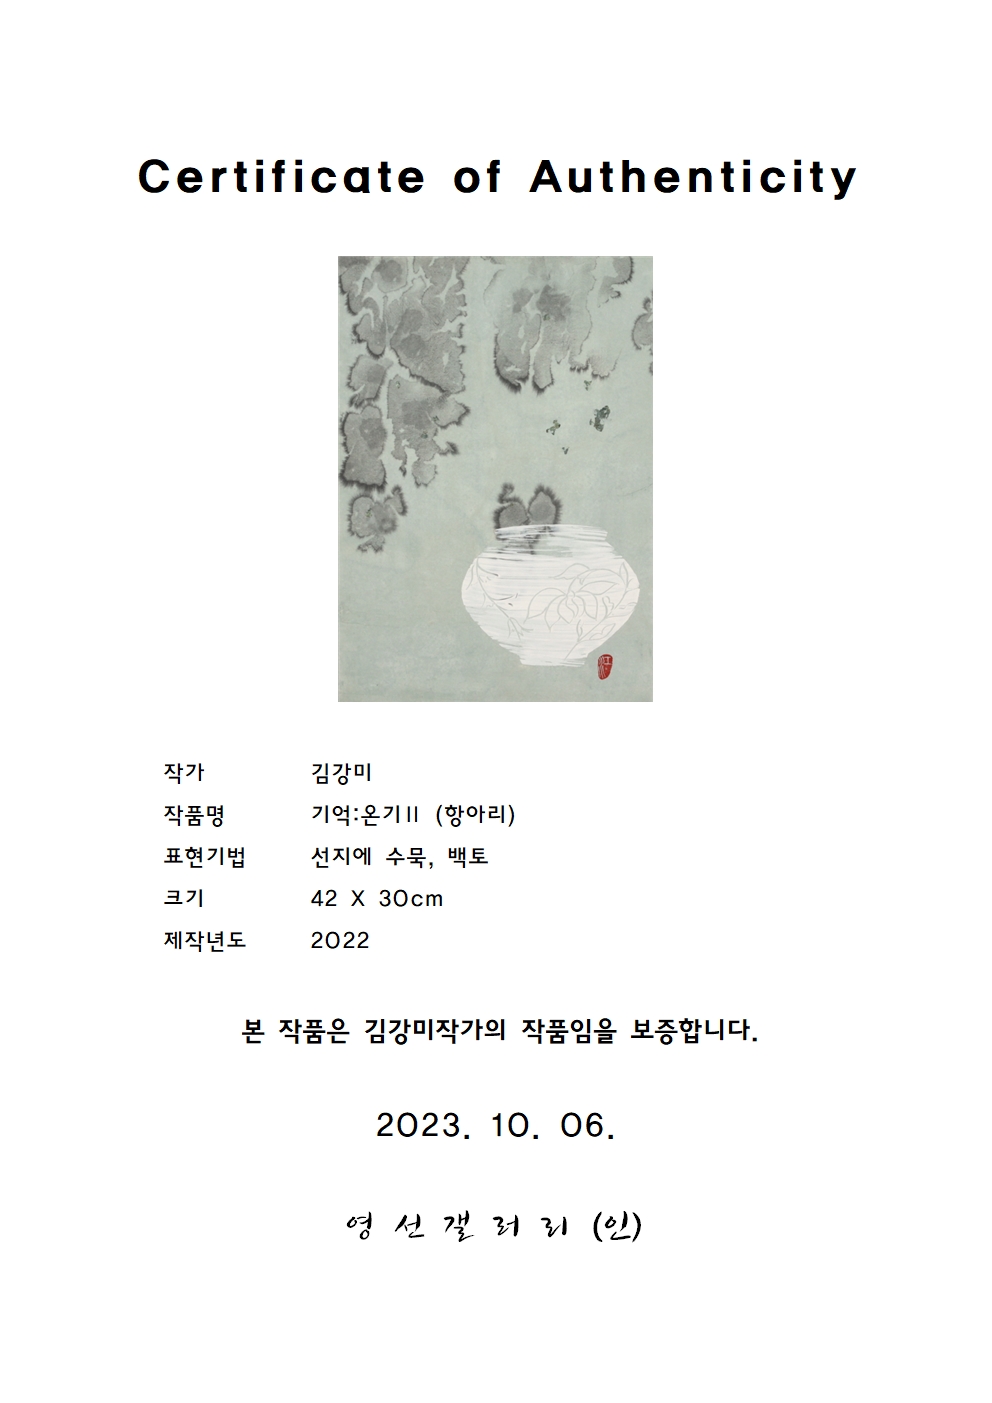 Certificate of Authenticity
작가 김강미
작품명 기억:온기Ⅱ (항아리)
표현기법 선지에 수묵, 백토
크기 42 X 30cm
제작년도 2022
본 작품은 김강미작가의 작품임을 보증합니다.
2023. 10. 06.
영 선 갤 러 리 (인)